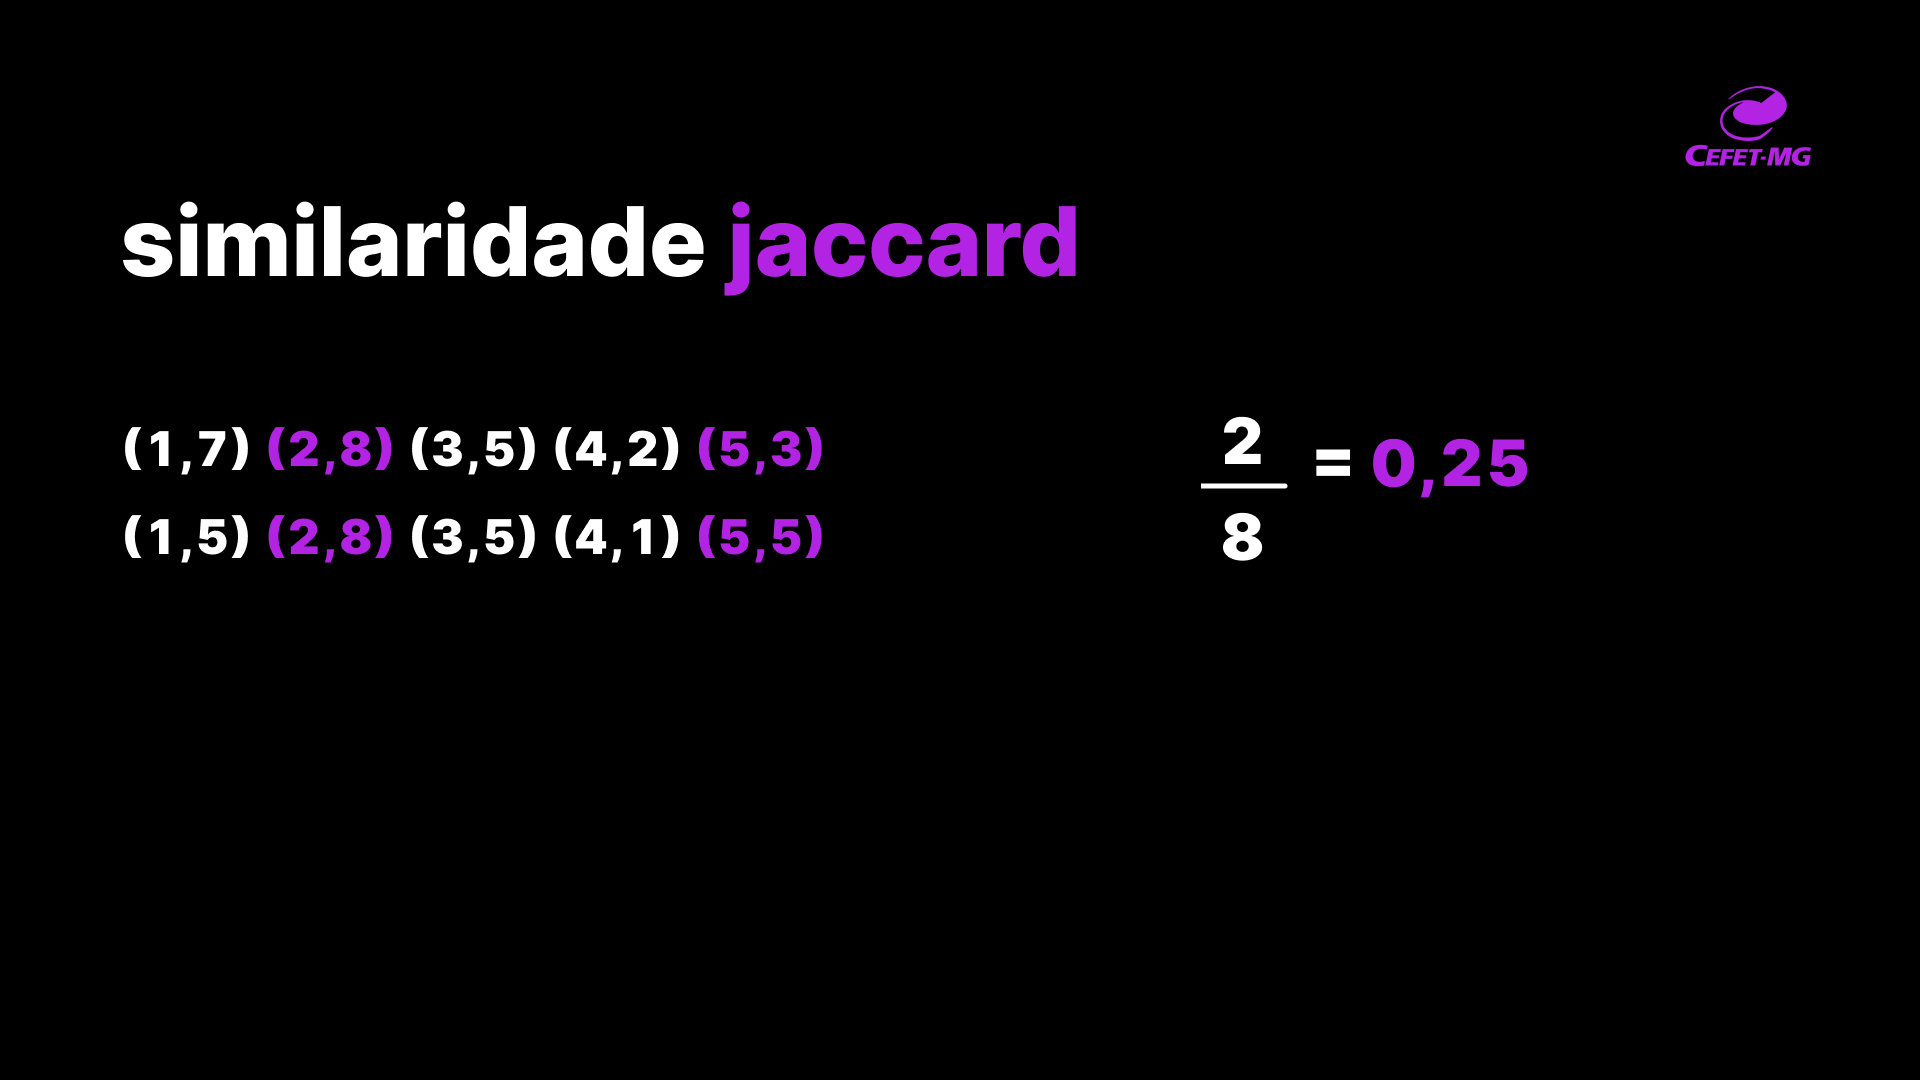 CEFET-MG
similaridade jaccard
(1,7) (2,8) (3,5) (4,2) (5,3)
(1,5) (2,8) (3,5) (4,1) (5,5)
2
8
= 0,25